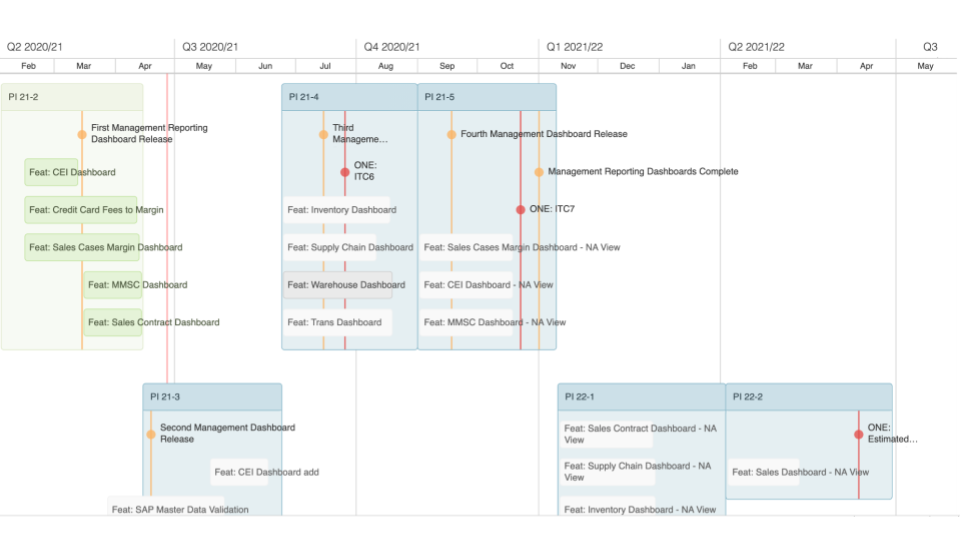 Q2 2020/21
Q3 2020/21
Q4 2020/21
Q1 2021/22
Q2 2021/22
Q3
Feb
Mar
Apr
May
Jun
Jul
Aug
Sep
Oct
Nov
Dec
Jan
Feb
Mar
Apr
May
PI 21-2
First Management Reporting
Dashboard Release
Feat: CEI Dashboard
Feat: Credit Card Fees to Margin
Feat: Sales Cases Margin Dashboard
Feat: MMSC Dashboard
Feat: Sales Contract Dashboard
PI 21-4
Third
Manageme…
ONE:
ITC6
Feat: Inventory Dashboard
Feat: Supply Chain Dashboard
Feat: Warehouse Dashboard
Feat: Trans Dashboard
PI 21-5
Fourth Management Dashboard Release
Management Reporting Dashboards Complete
ONE: ITC7
Feat: Sales Cases Margin Dashboard - NA View
Feat: CEI Dashboard - NA View
Feat: MMSC Dashboard - NA View
PI 21-3
Second Management Dashboard
Release
Feat: CEI Dashboard add
Feat: SAP Master Data Validation
PI 22-1
Feat: Sales Contract Dashboard - NA
View
Feat: Supply Chain Dashboard - NA
View
Feat: Inventory Dashboard - NA View
PI 22-2
ONE:
Estimated…
Feat: Sales Dashboard - NA View